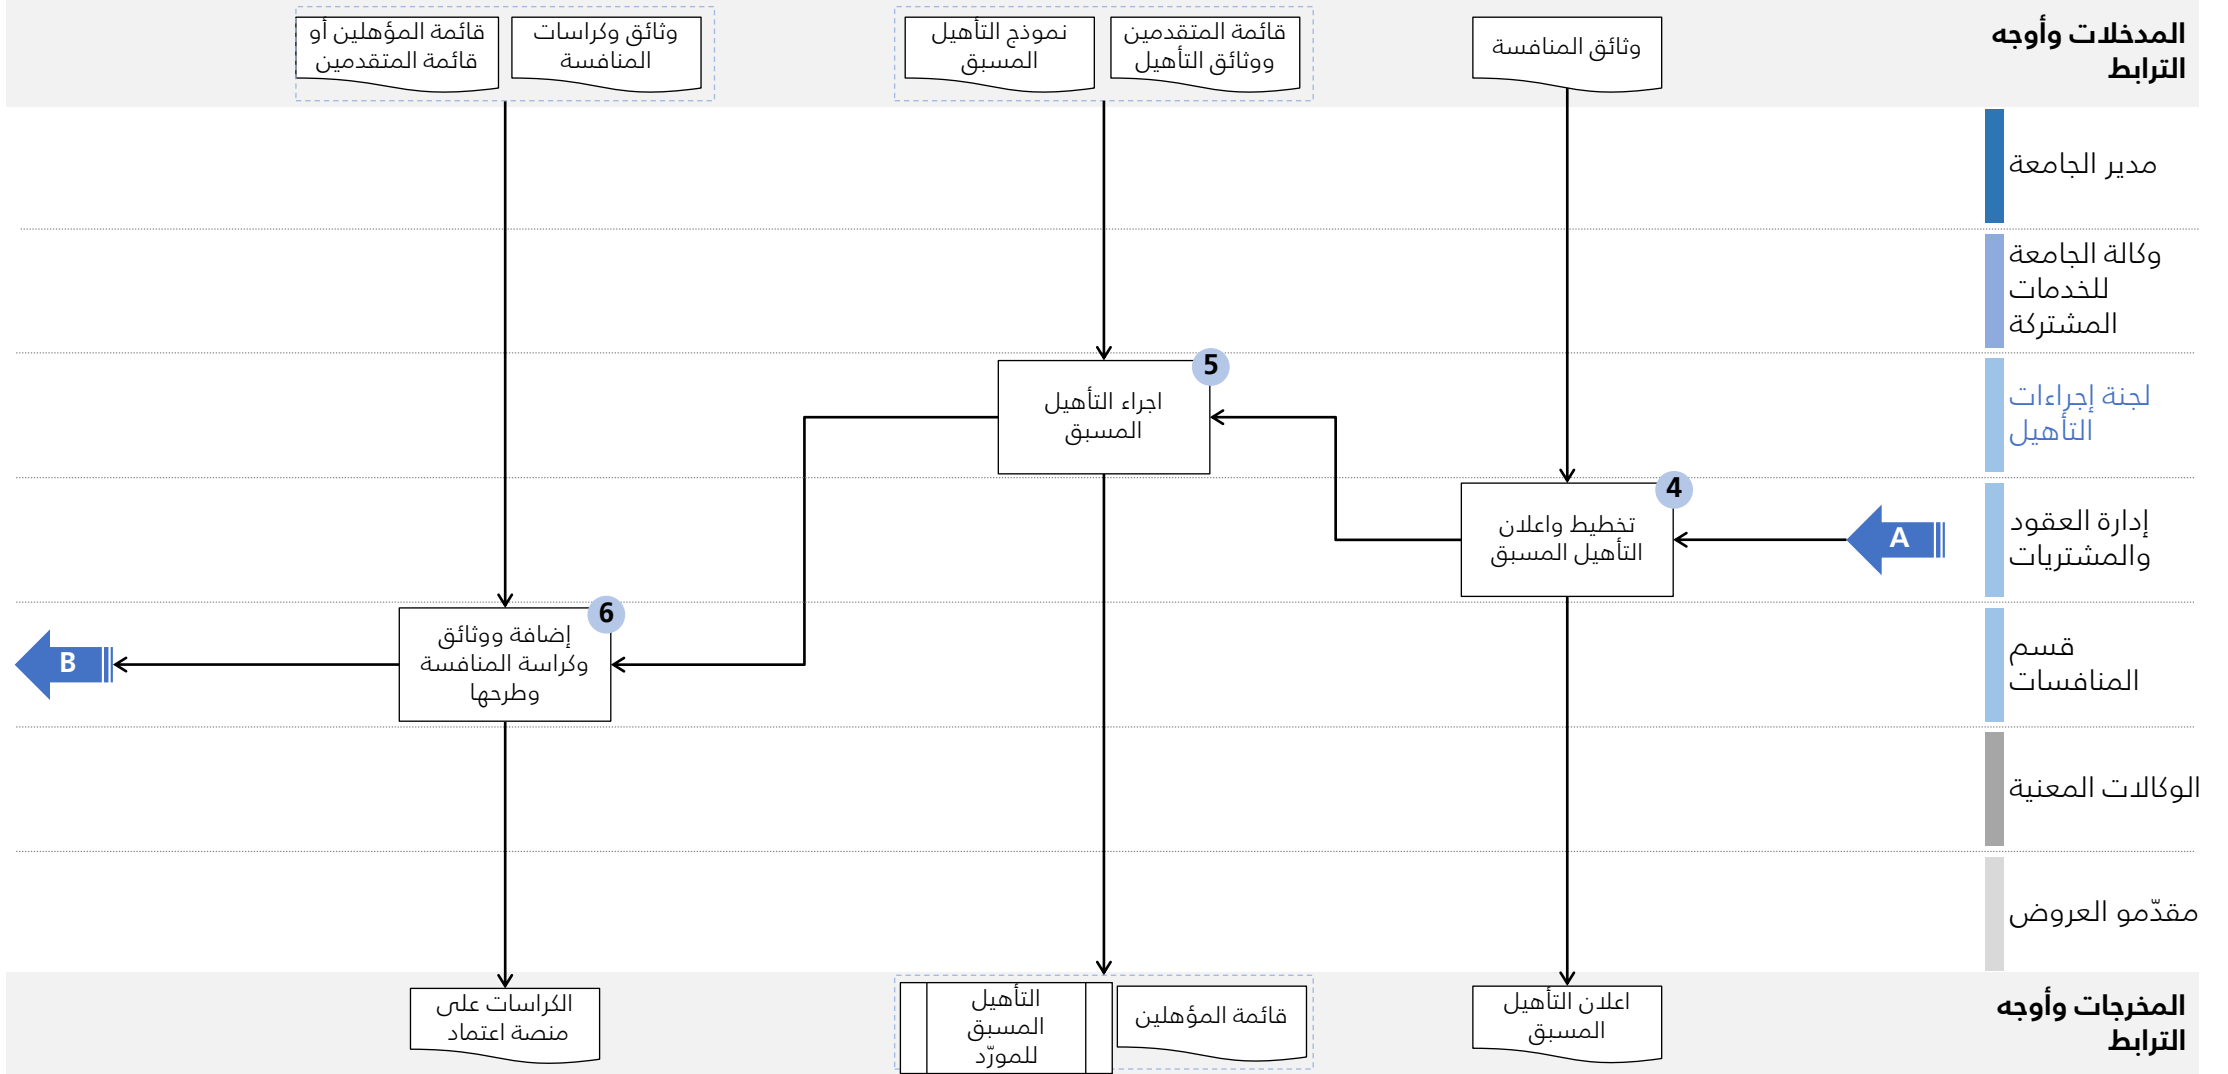 المدخلات وأوجه
الترابط
وثائق المنافسة
قائمة المتقدمين
ووثائق التأهيل
نموذج التأهيل
المسبق
وثائق وكراسات
المنافسة
قائمة المؤهلين أو
قائمة المتقدمين
مدير الجامعة
وكالة الجامعة
للخدمات
المشتركة
لجنة إجراءات
التأهيل
5
اجراء التأهيل
المسبق
إدارة العقود
والمشتريات
A
4
تخطيط واعلان
التأهيل المسبق
قسم
المنافسات
6
إضافة ووثائق
وكراسة المنافسة
وطرحها
B
الوكالات المعنية
مقدّمو العروض
المخرجات وأوجه
الترابط
اعلان التأهيل
المسبق
قائمة المؤهلين
التأهيل
المسبق
للمورّد
الكراسات على
منصة اعتماد